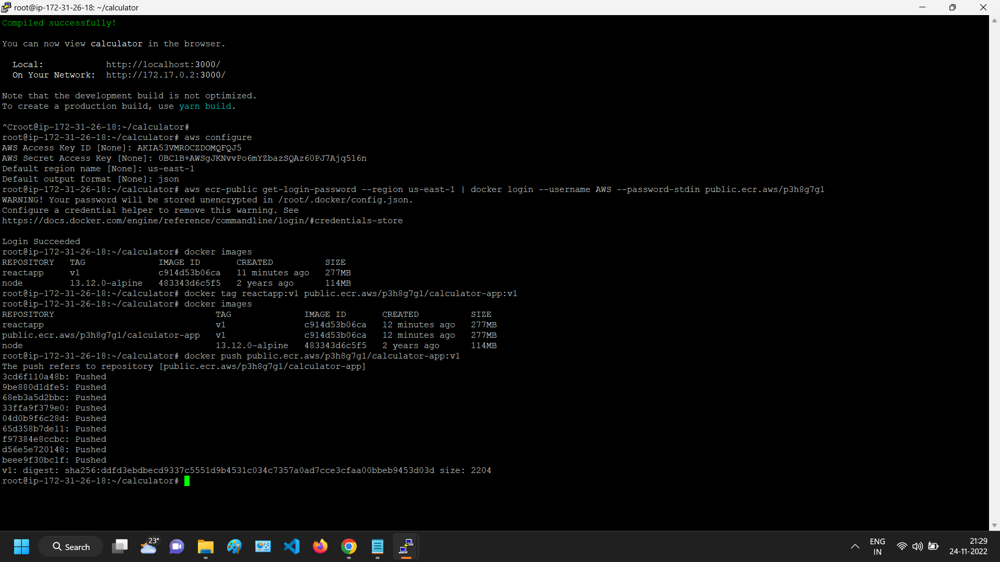 root@ip-172-31-26-18: ~/calculator
Compiled successfully!
You can now view calculator in the browser.
Local: http://localhost:3000/
On Your Network: http://172.17.0.2:3000/
Note that the development build is not optimized.
To create a production build, use yarn build.
^Croot@ip-172-31-26-18:~/calculator#
root@ip-172-31-26-18:~/calculator# aws configure
AWS Access Key ID [None]: AKIA53VMROCZDOMQFQJ5
AWS Secret Access Key [None]: 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
Default region name [None]: us-east-1
Default output format [None]: json
root@ip-172-31-26-18:~/calculator# aws ecr-public get-login-password --region us-east-1 | docker login --username AWS --password-stdin public.ecr.aws/p3h8g7g1
WARNING! Your password will be stored unencrypted in /root/.docker/config.json.
Configure a credential helper to remove this warning. See
https://docs.docker.com/engine/reference/commandline/login/#credentials-store
Login Succeeded
root@ip-172-31-26-18:~/calculator# docker images
REPOSITORY TAG IMAGE ID CREATED SIZE
reactapp v1 c914d53b06ca 11 minutes ago 277MB
node 13.12.0-alpine 483343d6c5f5 2 years ago 114MB
root@ip-172-31-26-18:~/calculator# docker tag reactapp:v1 public.ecr.aws/p3h8g7g1/calculator-app:v1
root@ip-172-31-26-18:~/calculator# docker images
REPOSITORY TAG IMAGE ID CREATED SIZE
reactapp v1 c914d53b06ca 12 minutes ago 277MB
public.ecr.aws/p3h8g7g1/calculator-app v1 c914d53b06ca 12 minutes ago 277MB
node 13.12.0-alpine 483343d6c5f5 2 years ago 114MB
root@ip-172-31-26-18:~/calculator# docker push public.ecr.aws/p3h8g7g1/calculator-app:v1
The push refers to repository [public.ecr.aws/p3h8g7g1/calculator-app]
3cd6f110a48b: Pushed
9be880d1dfe5: Pushed
68eb3a5d2bbc: Pushed
33ffa9f379e0: Pushed
04d0b9f6c28d: Pushed
65d358b7de11: Pushed
f97384e8ccbc: Pushed
d56e5e720148: Pushed
beee9f30bc1f: Pushed
v1: digest: sha256:ddfd3ebdbecd9337c5551d9b4531c034c7357a0ad7cce3cfaa00bbeb9453d03d size: 2204
root@ip-172-31-26-18:~/calculator#
Search
23°
ENG
IN
21:29
24-11-2022